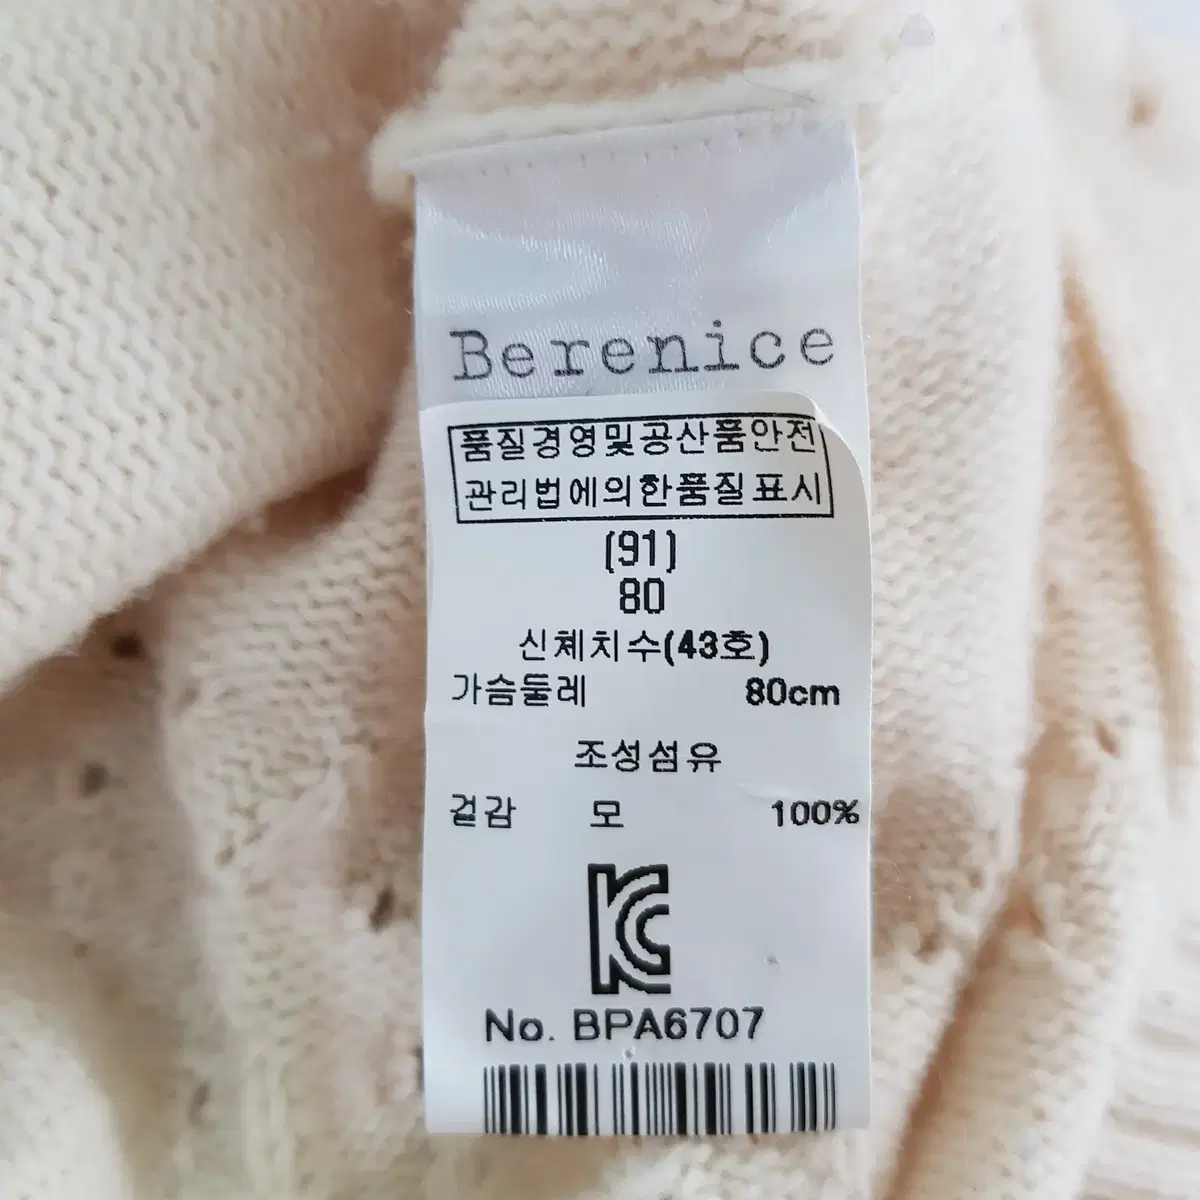 Berenice
품질경영및공산품안전
관리법에의한품질표시
(91)
80
신체치수(43호)
가슴둘레 80cm
조성섬유
겉감 모 100%
KC
No. BPA6707